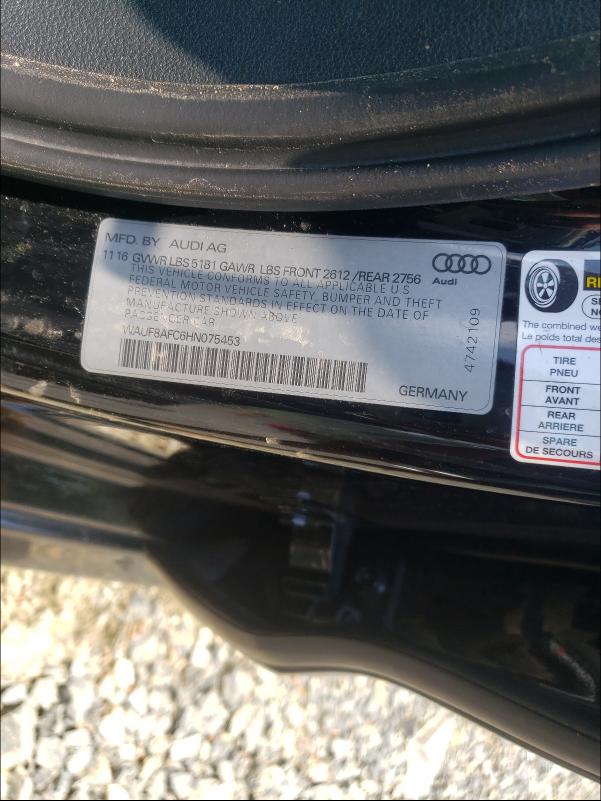 MFD. BY AUDI AG
11 16 GVWR LBS 5181 GAWR LBS FRONT 2612 /REAR 2756
THIS VEHICLE CONFORMS TO ALL APPLICABLE U.S
FEDERAL MOTOR VEHICLE SAFETY, BUMPER AND THEFT
PREVENTION STANDARDS IN EFFECT ON THE DATE OF
MANUFACTURE SHOWN ABOVE
PASSENGER CAR
WAUF8AFC6HN075453
Audi
4742109
GERMANY
The combined we
Le poids total des
TIRE
PNEU
FRONT
AVANT
REAR
ARRIERE
SPARE
DE SECOURS